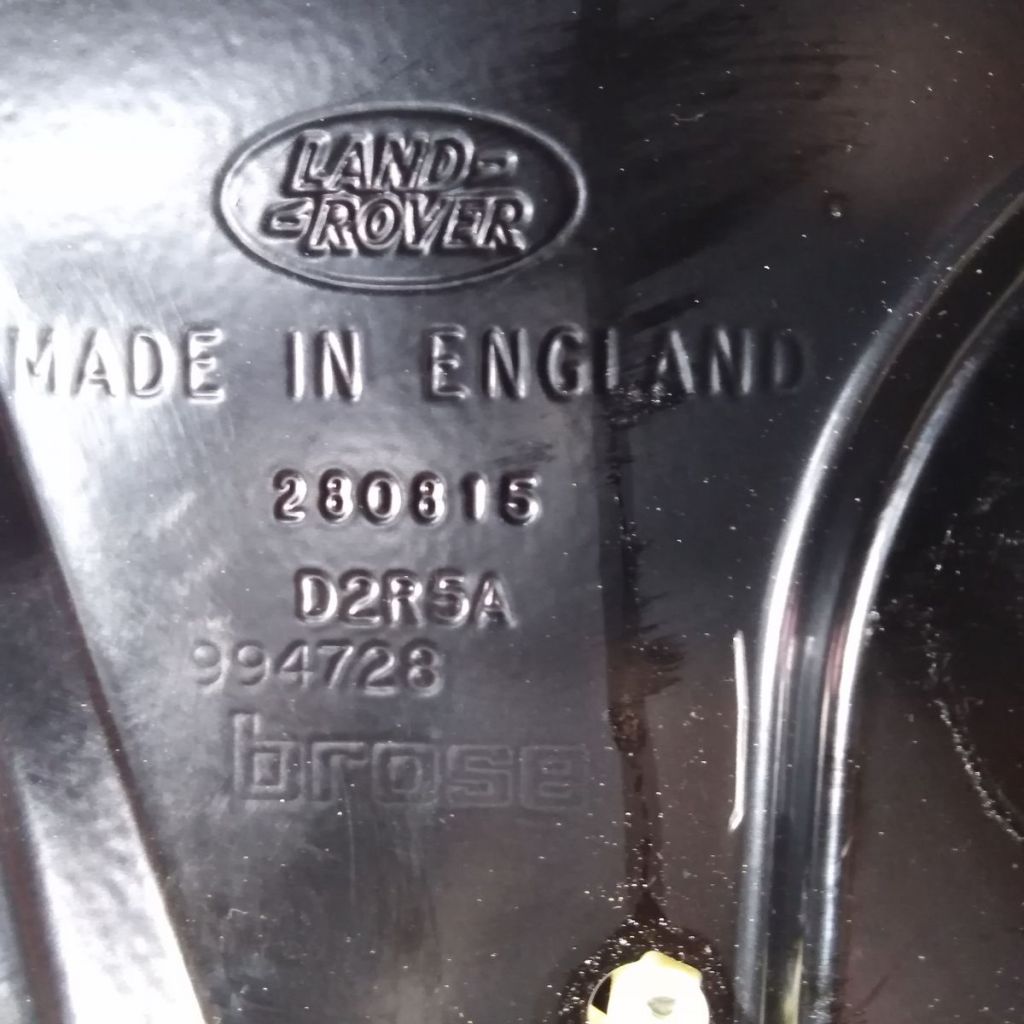 LAND-
-ROVER
MADE IN ENGLAND
280815
D2R5A
994728
brose